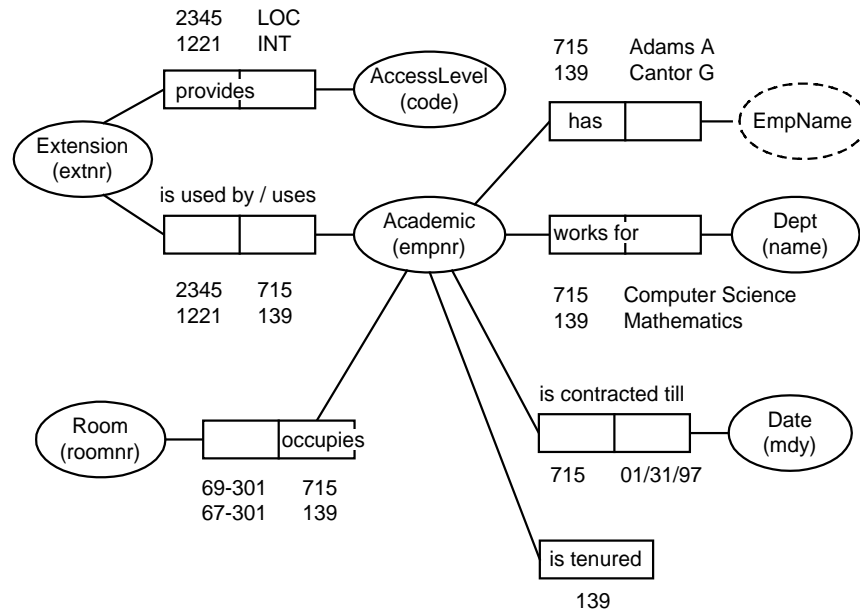 2345 LOC
1221 INT
provides
AccessLevel
(code)
715 Adams A
139 Cantor G
has
EmpName
Extension
(extnr)
is used by / uses
2345 715
1221 139
Academic
(empnr)
works for
Dept
(name)
715 Computer Science
139 Mathematics
Room
(roomnr)
occupies
69-301 715
67-301 139
is contracted till
715 01/31/97
Date
(mdy)
is tenured
139